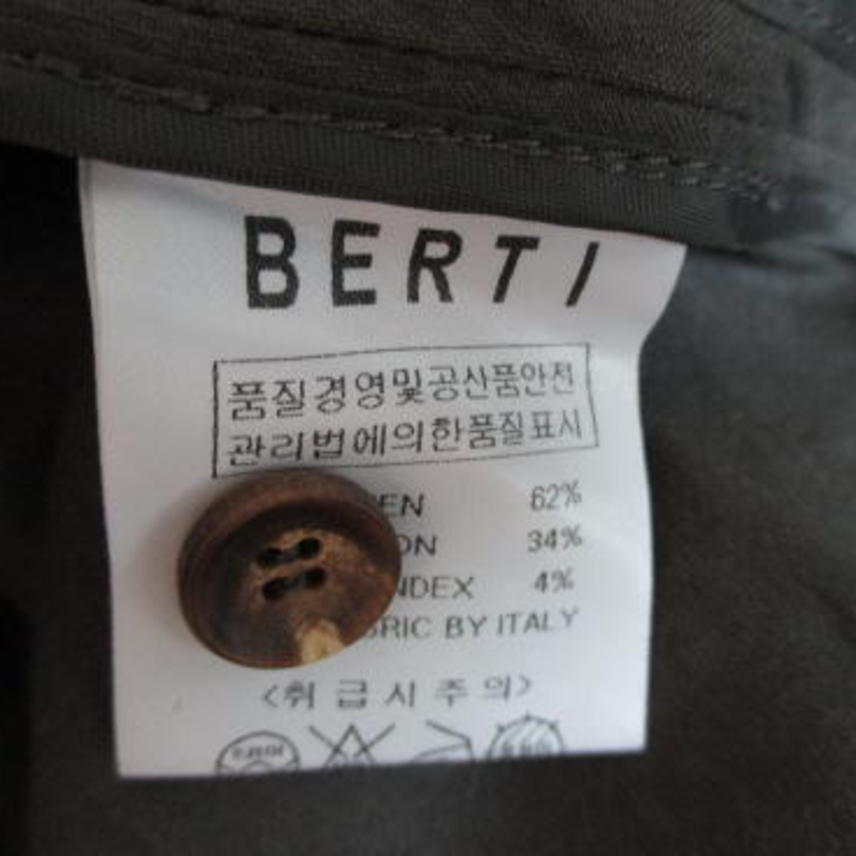 BERTI
품질경영및공산품안전
관리법에의한품질표시
EN 62%
ON 34%
NDEX 4%
BRIC BY ITALY
<취급시주의>